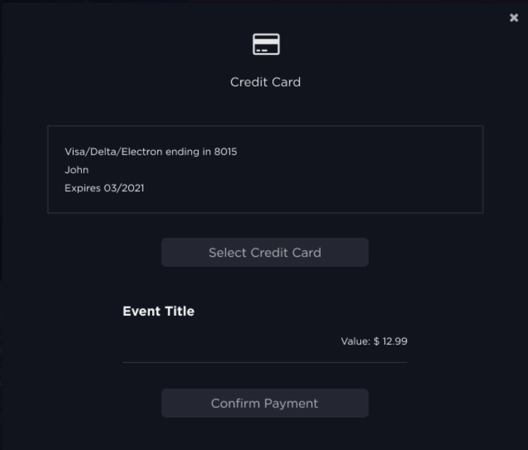 Credit Card
Visa/Delta/Electron ending in 8015
John
Expires 03/2021
Select Credit Card
Event Title
Value: $ 12.99
Confirm Payment